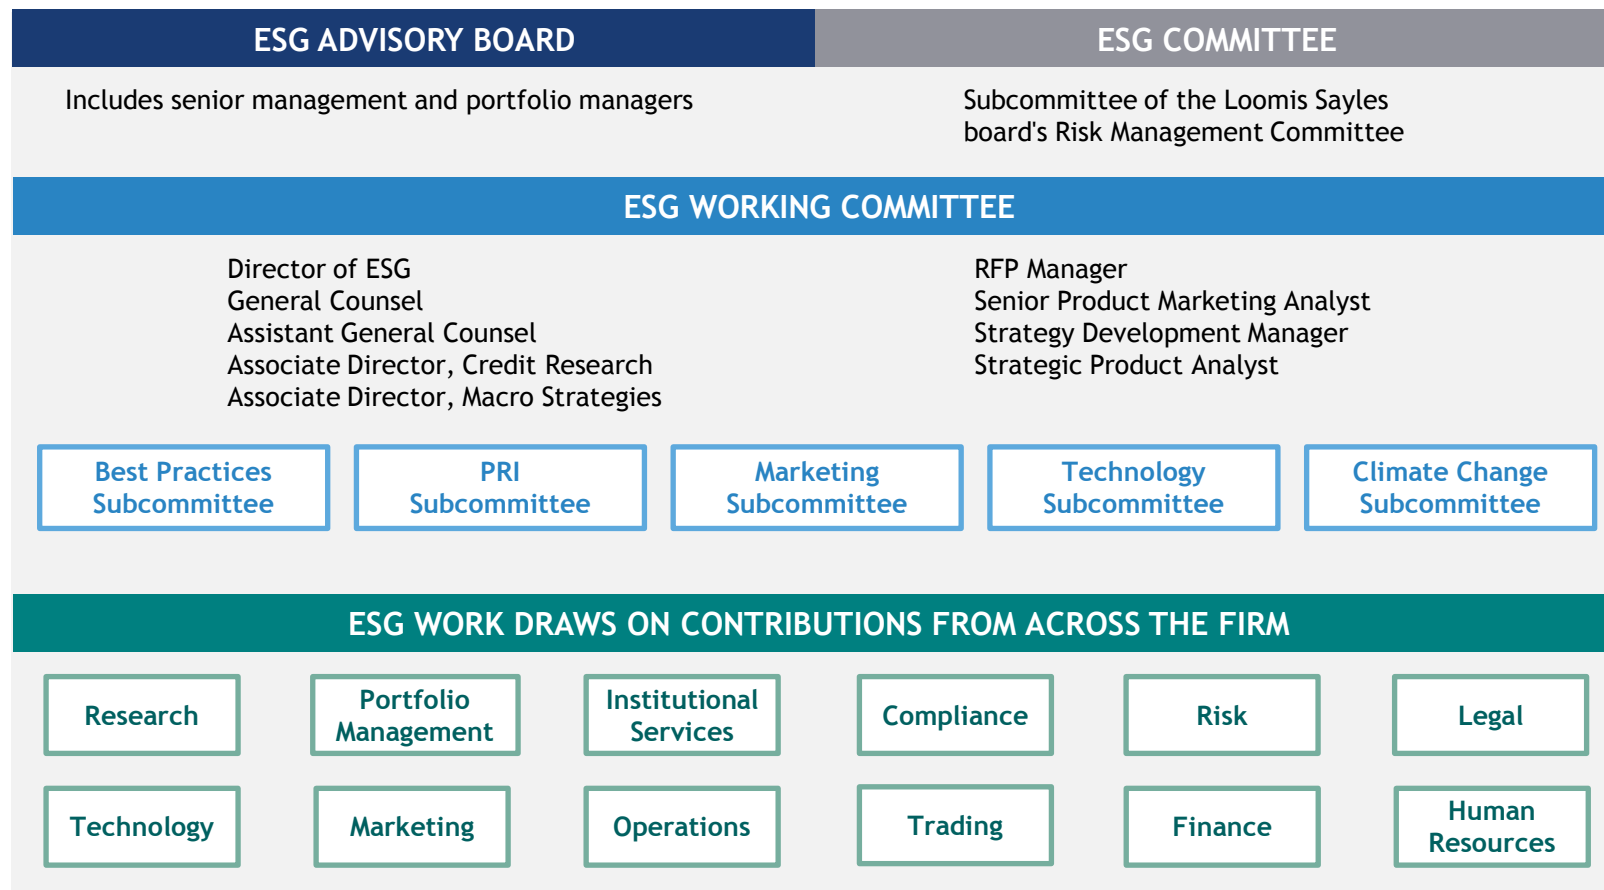 ESG ADVISORY BOARD
ESG COMMITTEE
Includes senior management and portfolio managers
Subcommittee of the Loomis Sayles
board's Risk Management Committee
ESG WORKING COMMITTEE
Director of ESG
General Counsel
Assistant General Counsel
Associate Director, Credit Research
Associate Director, Macro Strategies
RFP Manager
Senior Product Marketing Analyst
Strategy Development Manager
Strategic Product Analyst
Best Practices
Subcommittee
PRI
Subcommittee
Marketing
Subcommittee
Technology
Subcommittee
Climate Change
Subcommittee
ESG WORK DRAWS ON CONTRIBUTIONS FROM ACROSS THE FIRM
Research
Portfolio
Management
Institutional
Services
Compliance
Risk
Legal
Technology
Marketing
Operations
Trading
Finance
Human
Resources